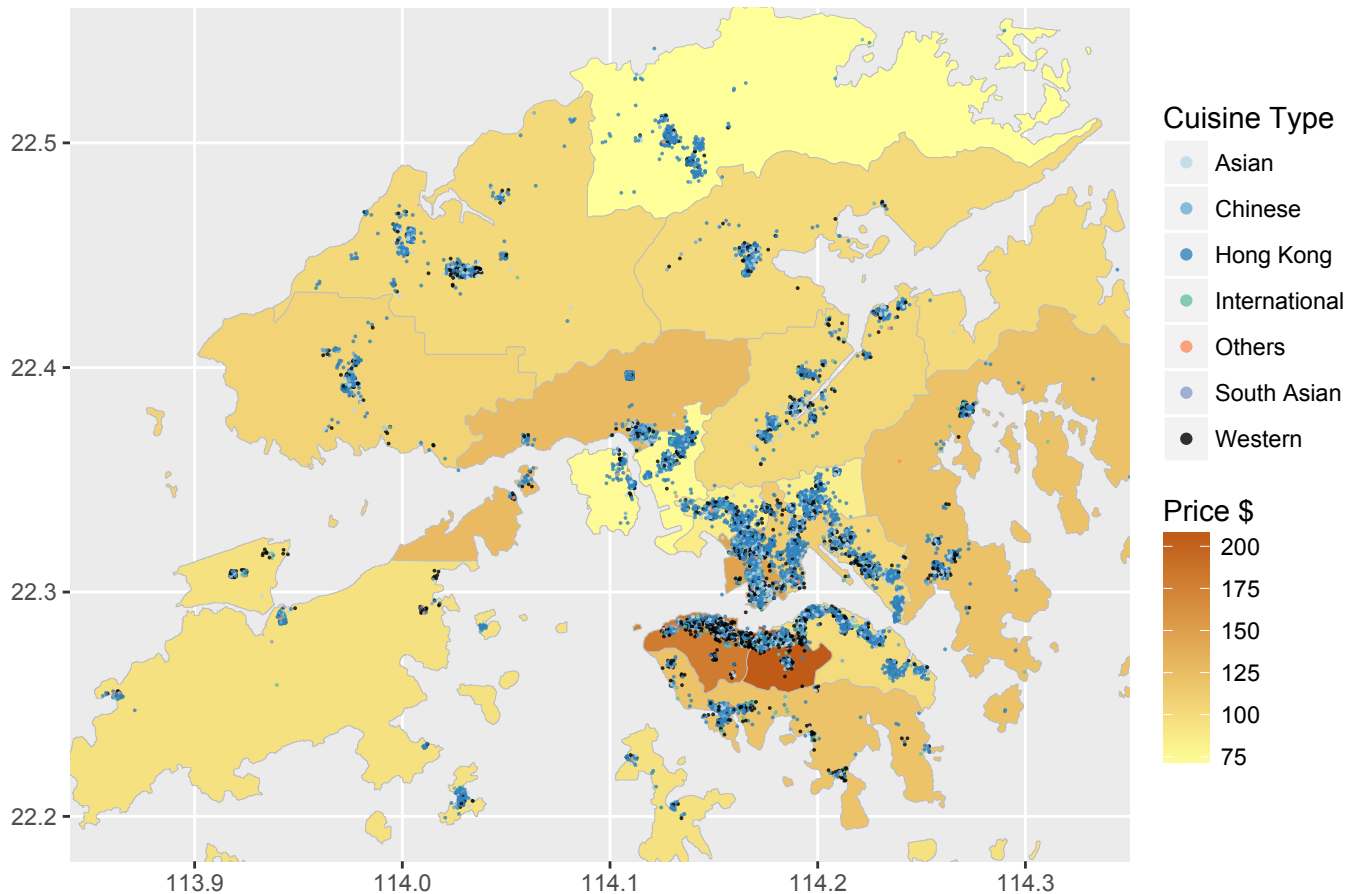 22.5
22.4
22.3
22.2
113.9
114.0
114.1
114.2
114.3
Cuisine Type
Asian
Chinese
Hong Kong
International
Others
South Asian
Western
Price $
200
175
150
125
100
75